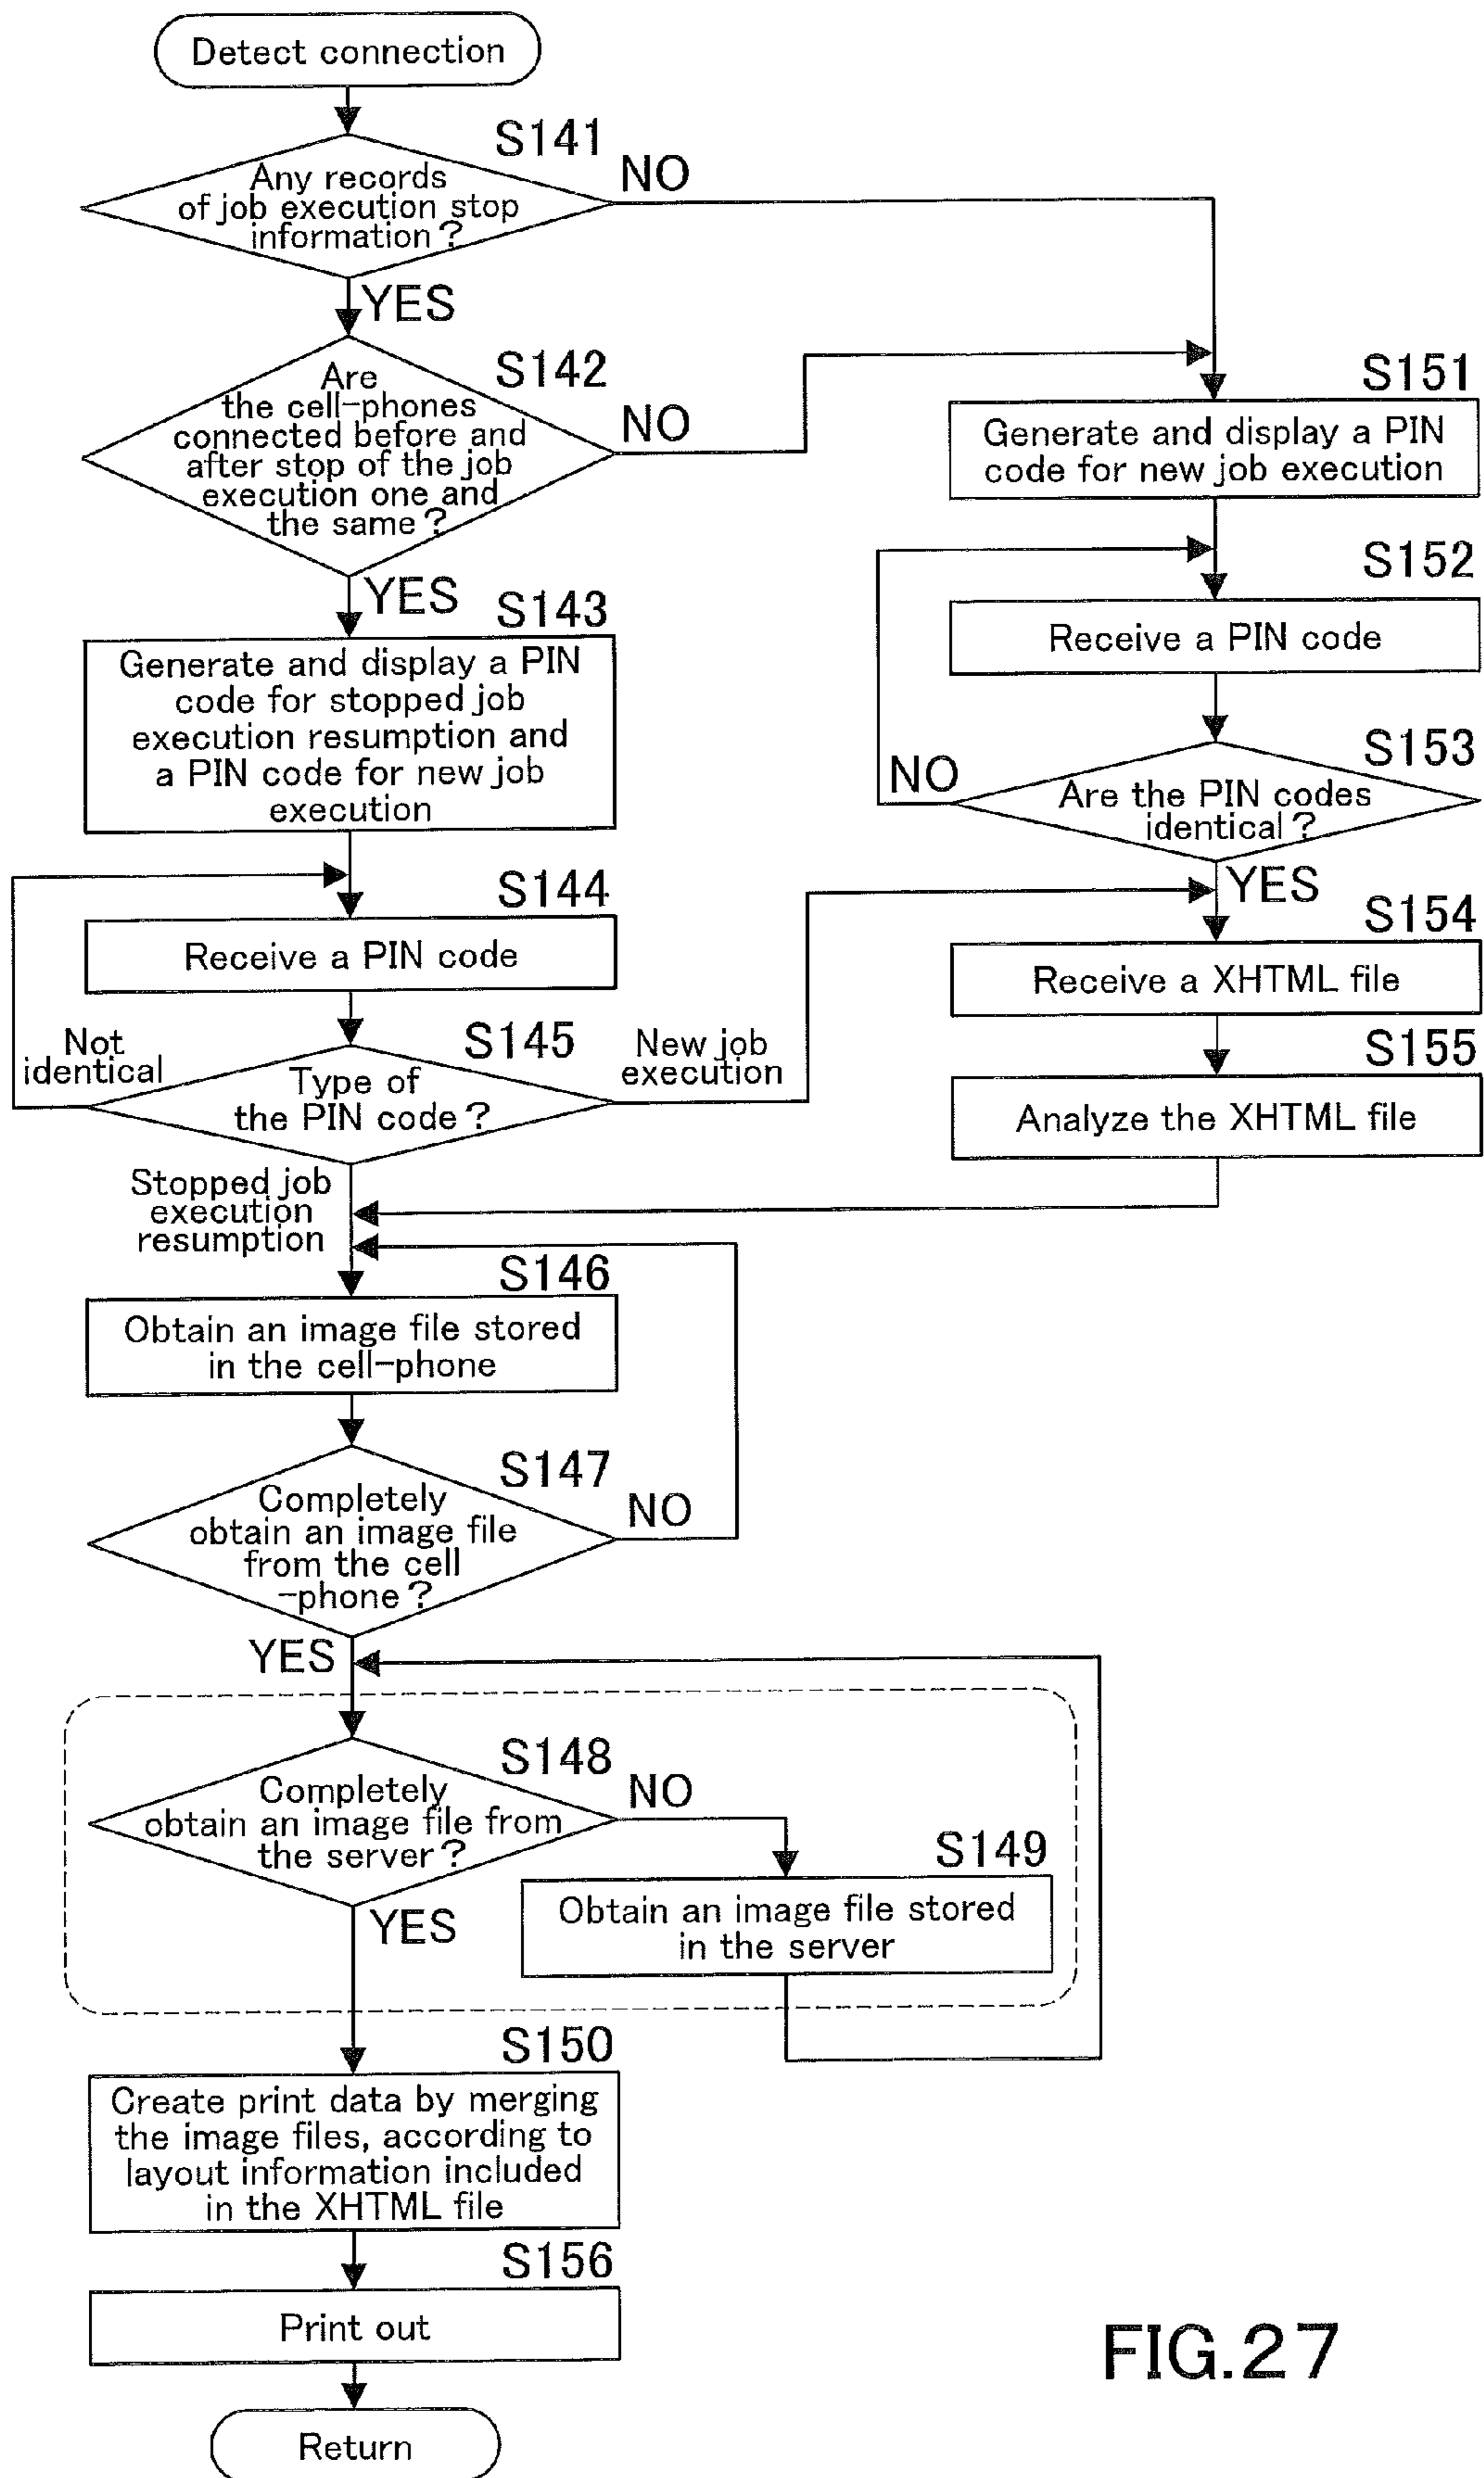 Detect connection
S141
Any records
of job execution stop
information?
NO
YES
S142
Are
the cell-phones
connected before and
after stop of the job
execution one and
the same?
NO
YES
S151
Generate and display a PIN
code for new job execution
S152
Receive a PIN code
S153
Are the PIN codes
identical?
NO
YES
S143
Generate and display a PIN
code for stopped job
execution resumption and
a PIN code for new job
execution
S144
Receive a PIN code
S145
Type of
the PIN code?
Not
identical
New job
execution
Stopped job
execution
resumption
S154
Receive a XHTML file
S155
Analyze the XHTML file
S146
Obtain an image file stored
in the cell-phone
S147
Completely
obtain an image file
from the cell
-phone?
NO
YES
S148
Completely
obtain an image file from
the server?
NO
YES
S149
Obtain an image file stored
in the server
S150
Create print data by merging
the image files, according to
layout information included
in the XHTML file
S156
Print out
Return
FIG.27